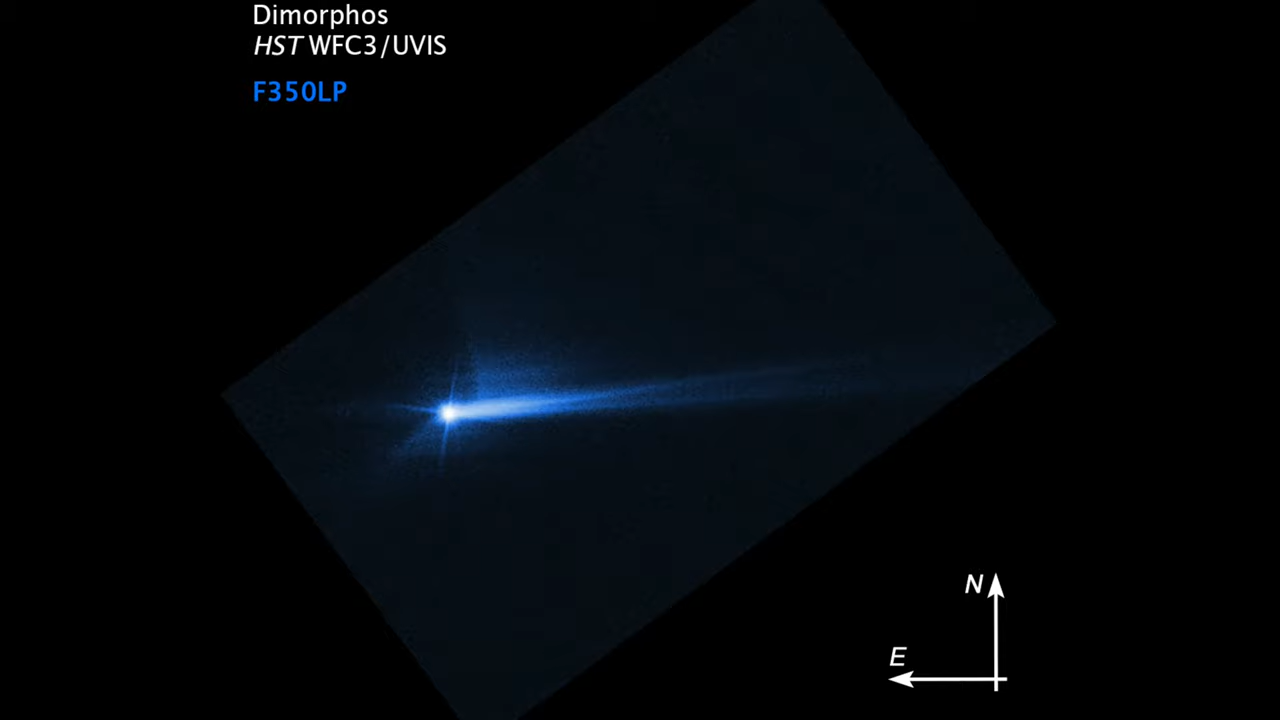 Dimorphos
HST WFC3/UVIS
F350LP
N
E